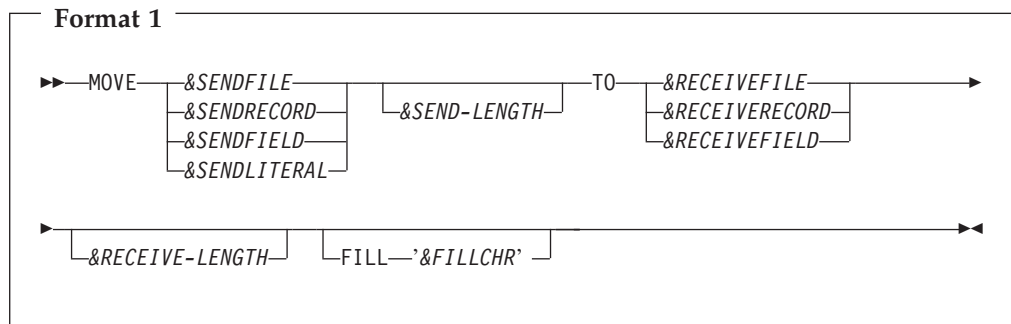 Format 1
MOVE &SENDFILE &SEND-LENGTH TO &RECEIVEFILE
&SENDRECORD &RECEIVERECORD
&SENDFIELD &RECEIVEFIELD
&SENDLITERAL
&RECEIVE-LENGTH FILL '&FILLCHR'